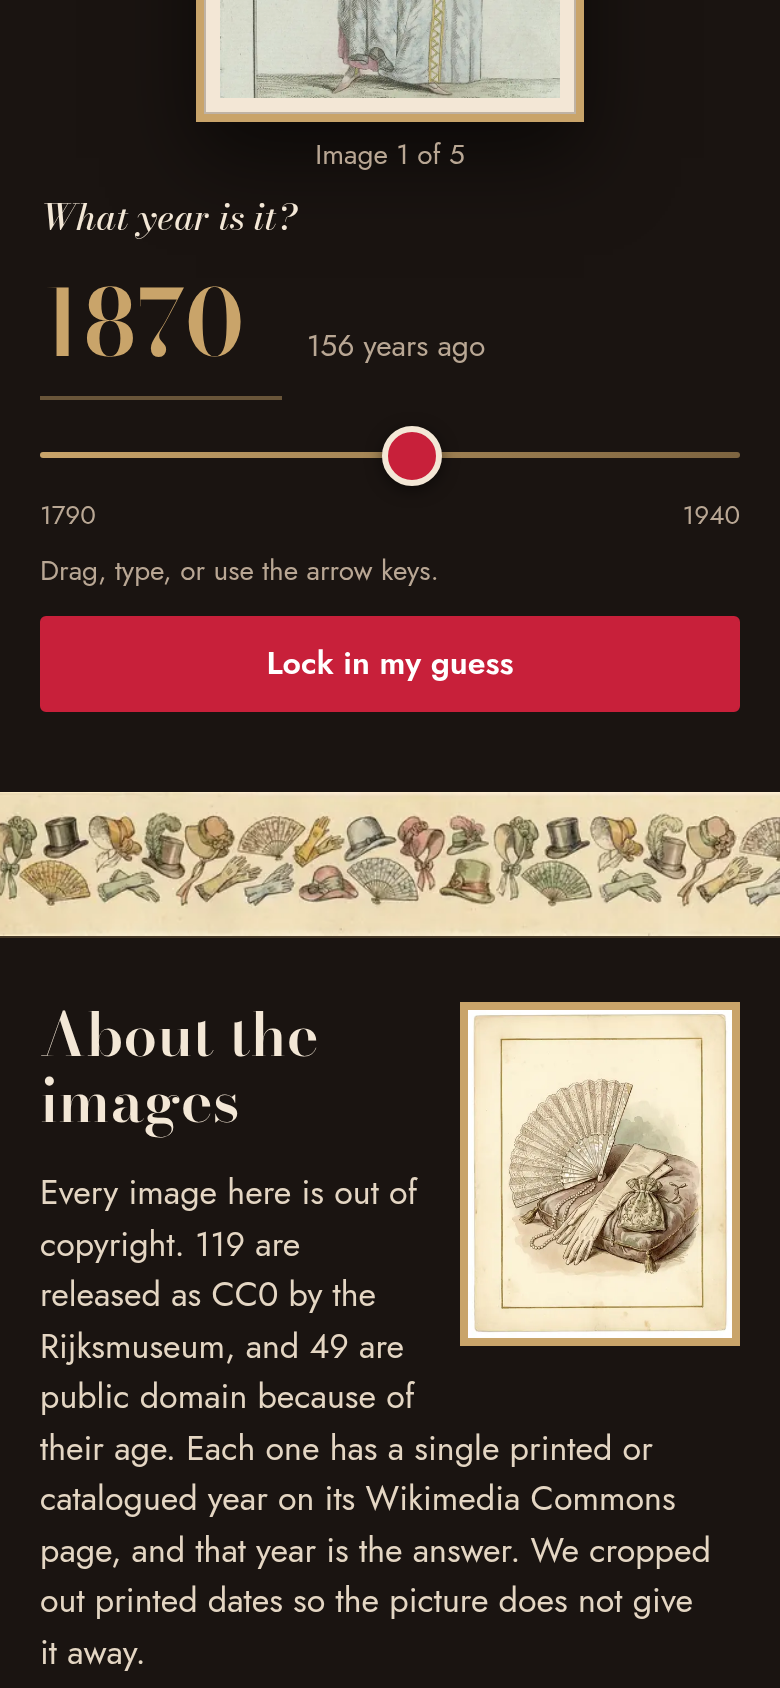 Image 1 of 5
What year is it?
1870
156 years ago
1790
1940
Drag, type, or use the arrow keys.
Lock in my guess
About the
images
Every image here is out of
copyright. 119 are
released as CC0 by the
Rijksmuseum, and 49 are
public domain because of
their age. Each one has a single printed or
catalogued year on its Wikimedia Commons
page, and that year is the answer. We cropped
out printed dates so the picture does not give
it away.